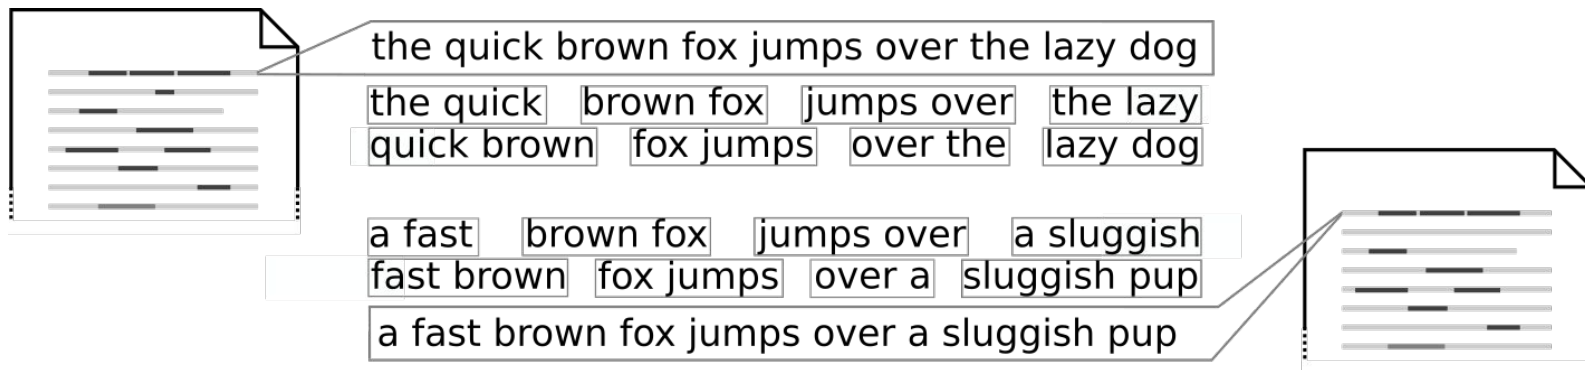 the quick brown fox jumps over the lazy dog
the quick brown fox jumps over the lazy
quick brown fox jumps over the lazy dog
a fast brown fox jumps over a sluggish
fast brown fox jumps over a sluggish pup
a fast brown fox jumps over a sluggish pup